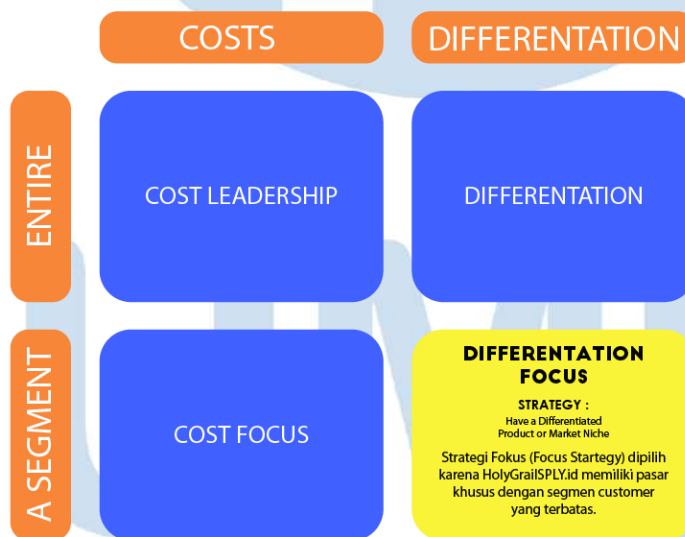 COSTS
DIFFERENTATION
ENTIRE
COST LEADERSHIP
DIFFERENTATION
A SEGMENT
COST FOCUS
DIFFERENTATION
FOCUS
STRATEGY :
Have a Differentiated
Product or Market Niche
Strategi Fokus (Focus Startegy) dipilih
karena HolyGrailSPLY.id memiliki pasar
khusus dengan segmen customer
yang terbatas.